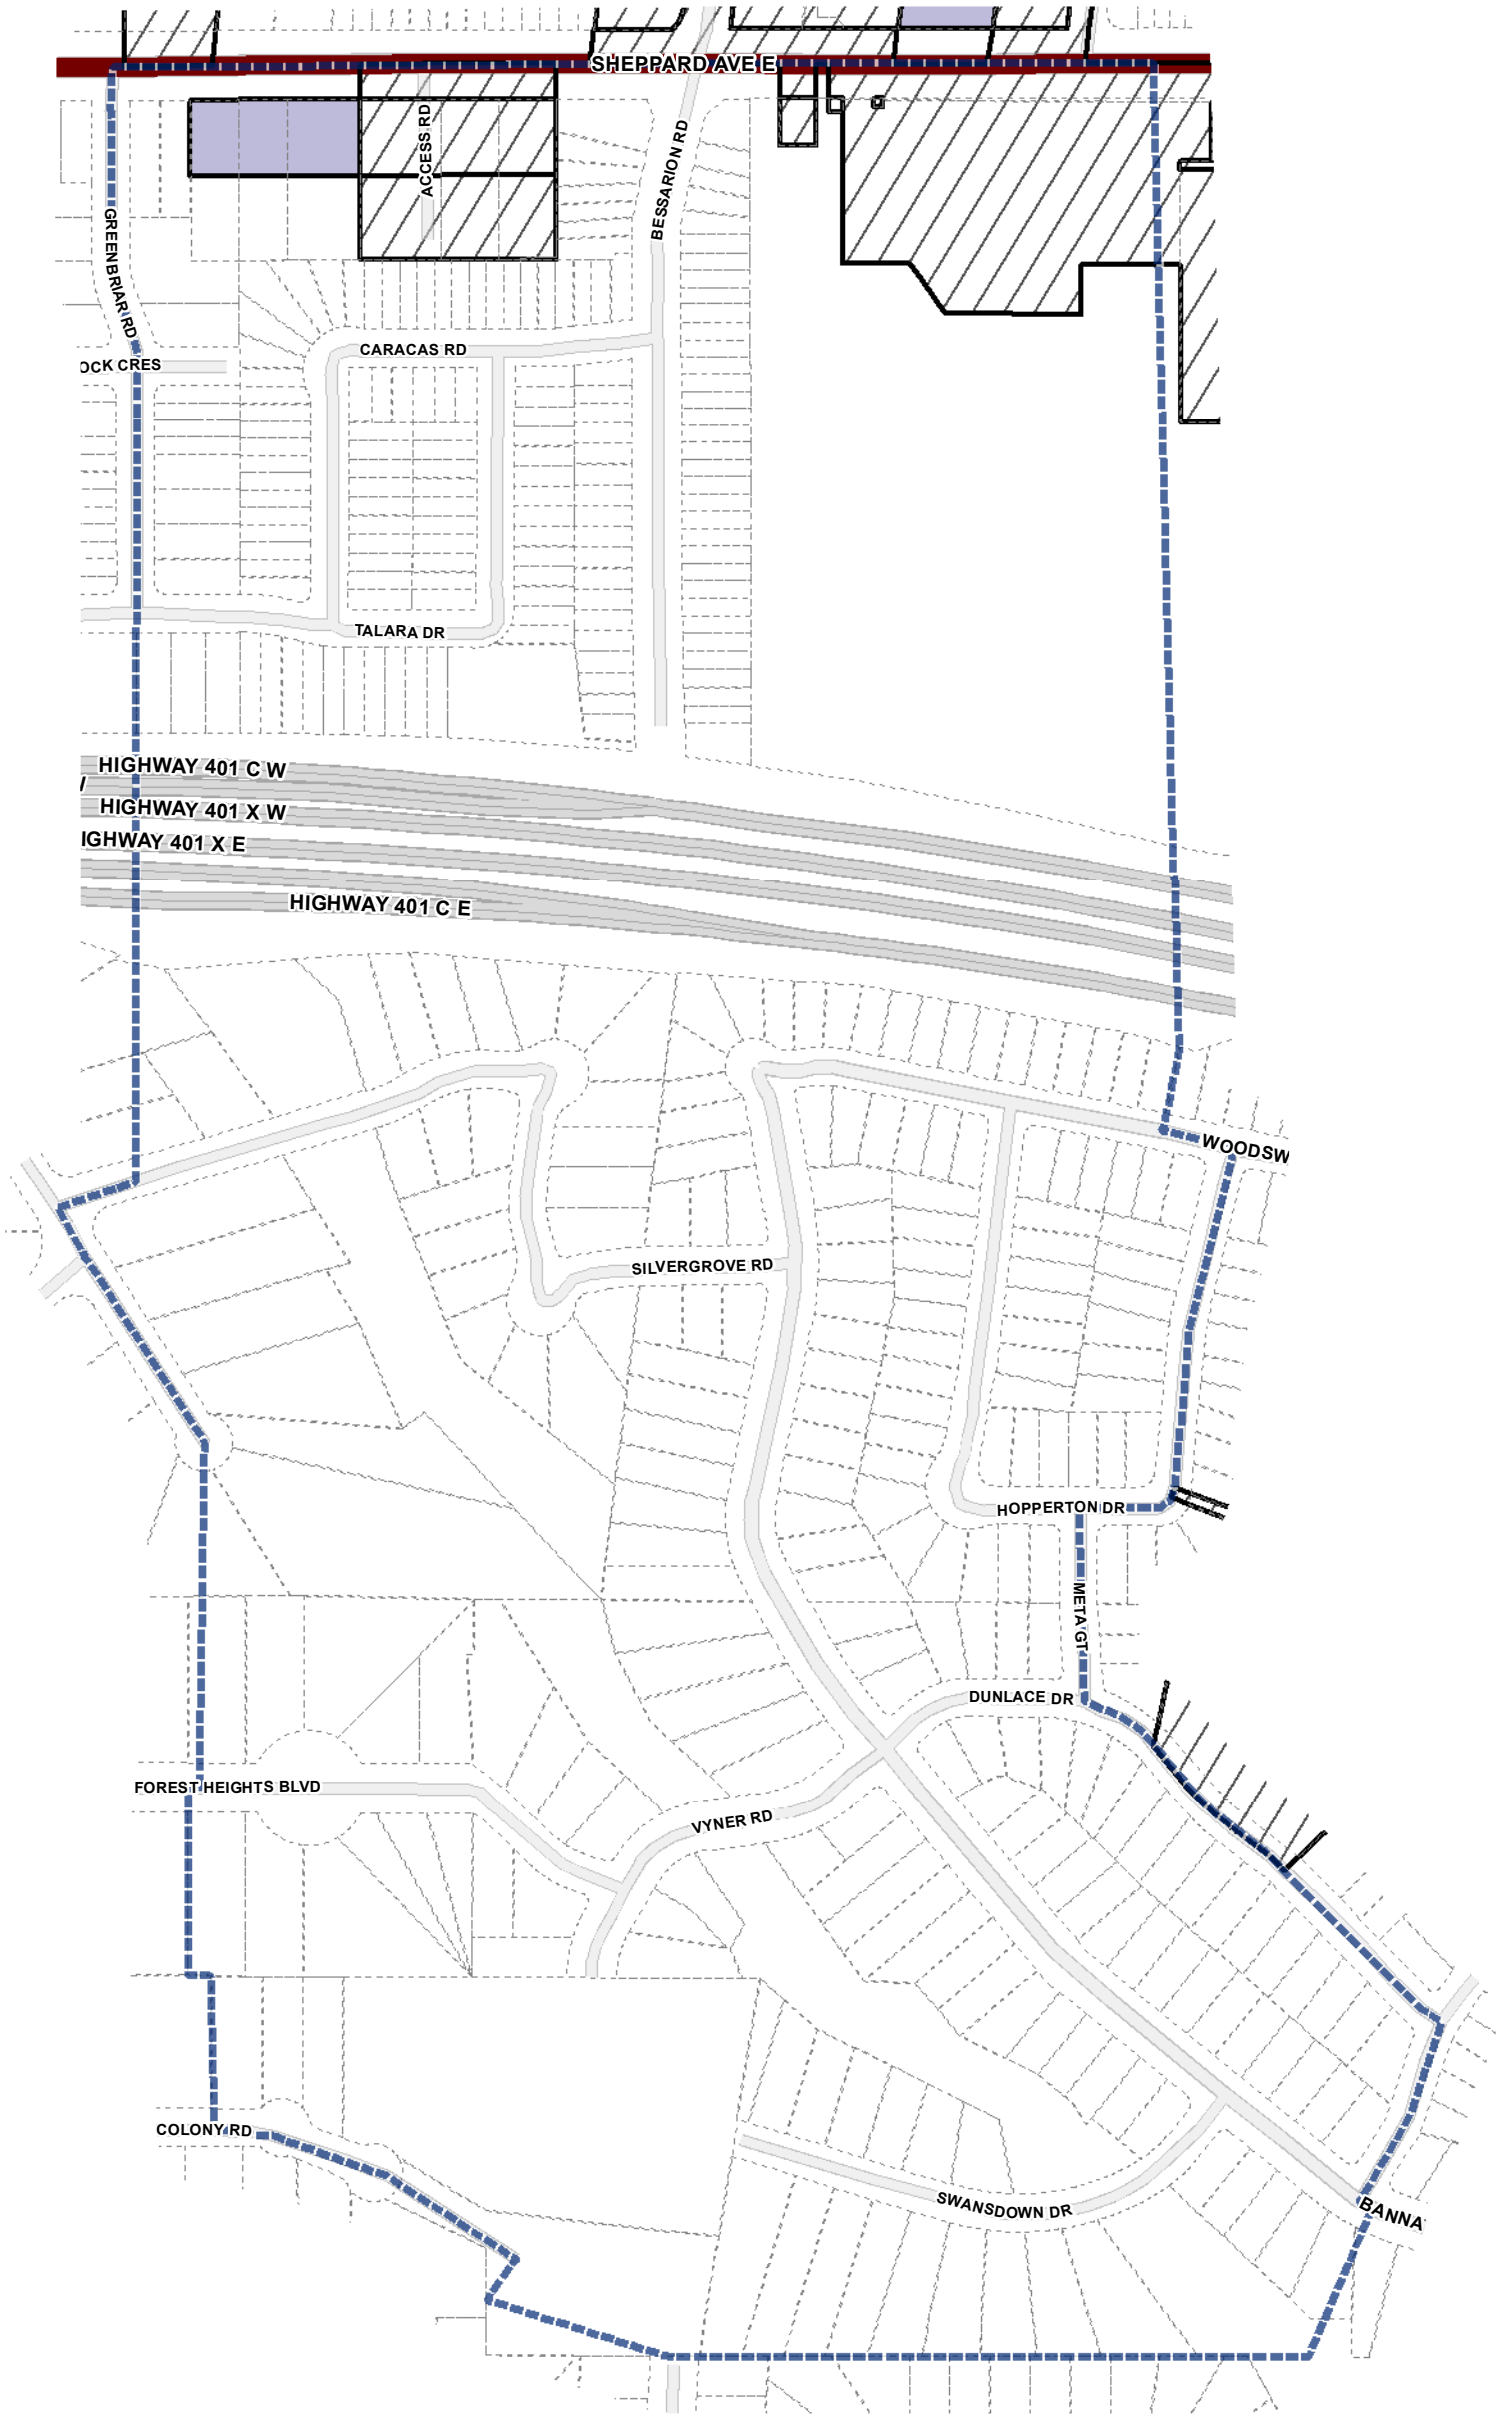 SHEPPARD AVE E
ACCESS RD
BESSARION RD
GREENBRIAR RD
CARACAS RD
OCK CRES
TALARA DR
HIGHWAY 401 C W
HIGHWAY 401 X W
IGHWAY 401 X E
HIGHWAY 401 C E
WOODSW
SILVERGROVE RD
HOPPERTON DR
META GT
DUNLACE DR
FOREST HEIGHTS BLVD
VYNER RD
COLONY RD
SWANSDOWN DR
BANNA